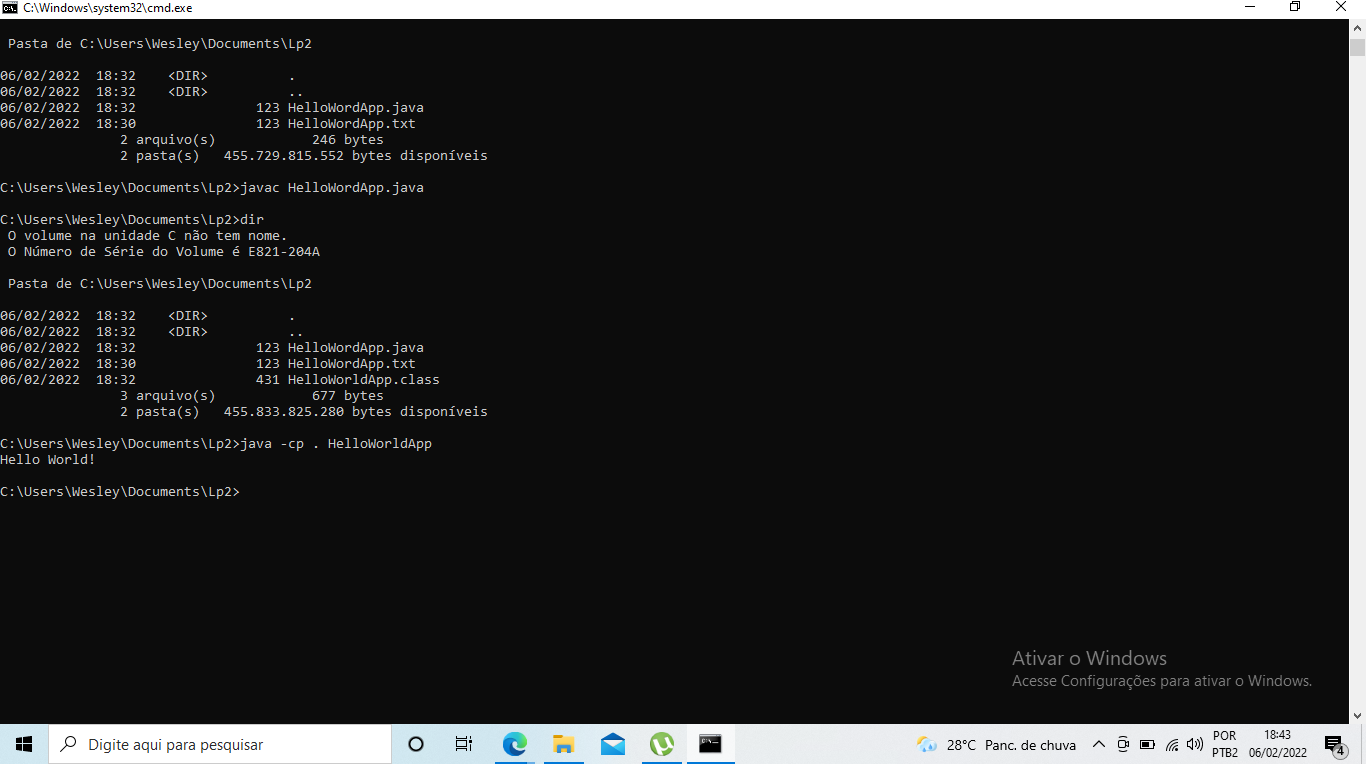 C:\Windows\system32\cmd.exe
Pasta de C:\Users\Wesley\Documents\Lp2
06/02/2022  18:32    <DIR>          .
06/02/2022  18:32    <DIR>          ..
06/02/2022  18:32               123 HelloWordApp.java
06/02/2022  18:30               123 HelloWordApp.txt
2 arquivo(s)            246 bytes
2 pasta(s)   455.729.815.552 bytes disponíveis
C:\Users\Wesley\Documents\Lp2>javac HelloWordApp.java
C:\Users\Wesley\Documents\Lp2>dir
O volume na unidade C não tem nome.
O Número de Série do Volume é E821-204A
Pasta de C:\Users\Wesley\Documents\Lp2
06/02/2022  18:32    <DIR>          .
06/02/2022  18:32    <DIR>          ..
06/02/2022  18:32               123 HelloWordApp.java
06/02/2022  18:30               123 HelloWordApp.txt
06/02/2022  18:32               431 HelloWorldApp.class
3 arquivo(s)            677 bytes
2 pasta(s)   455.833.825.280 bytes disponíveis
C:\Users\Wesley\Documents\Lp2>java -cp . HelloWorldApp
Hello World!
C:\Users\Wesley\Documents\Lp2>
Ativar o Windows
Acesse Configurações para ativar o Windows.
Digite aqui para pesquisar
28°C Panc. de chuva
POR
PTB2
18:43
06/02/2022
4